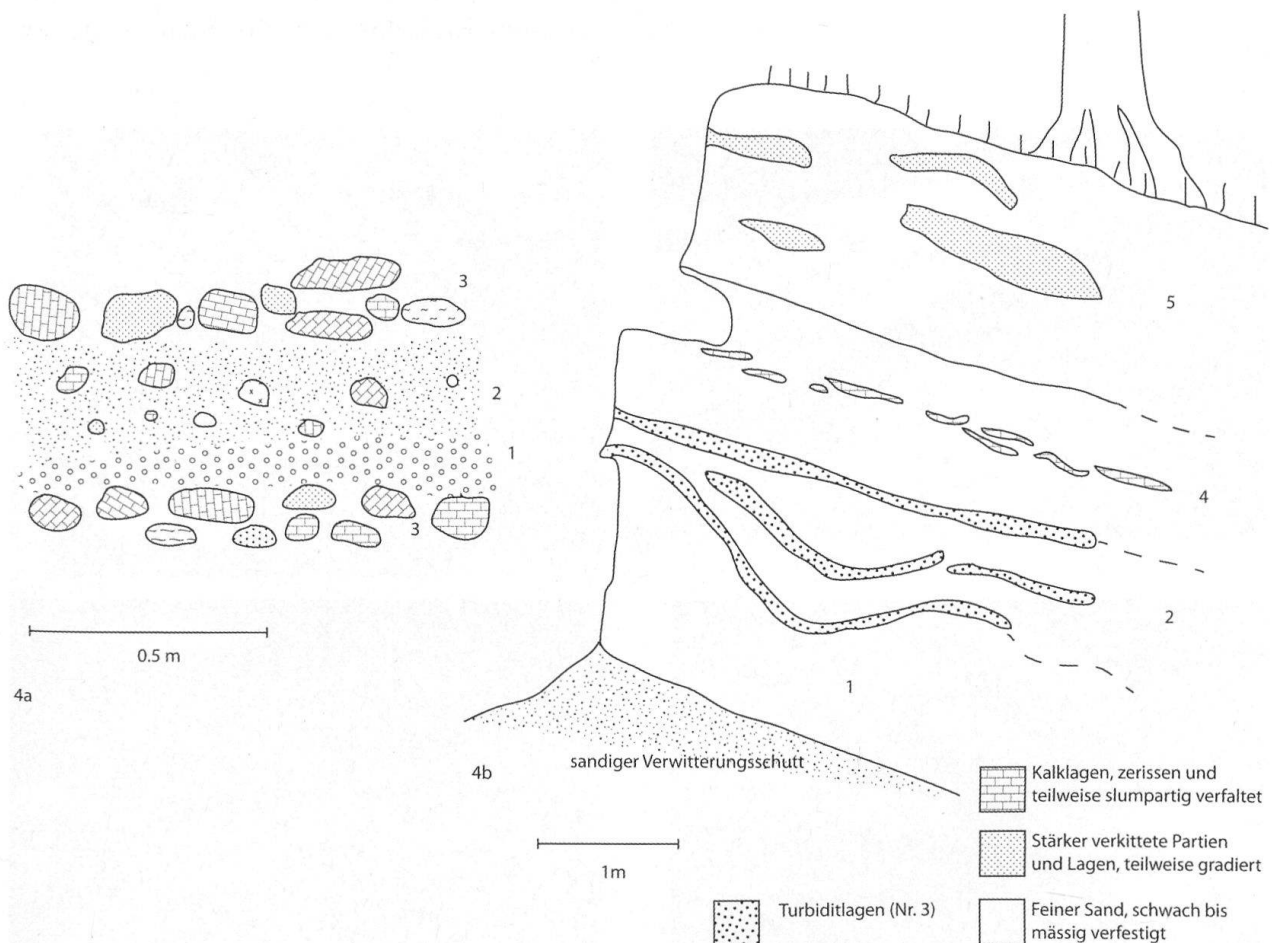 3
2
1
3
0.5 m
4a
5
4
2
1
sandiger Verwitterungsschutt
4b
1m
Kalklagen, zerissen und
teilweise slumpartig verfaltet
Stärker verkittete Partien
und Lagen, teilweise gradiert
Turbiditlagen (Nr. 3)
Feiner Sand, schwach bis
mässig verfestigt